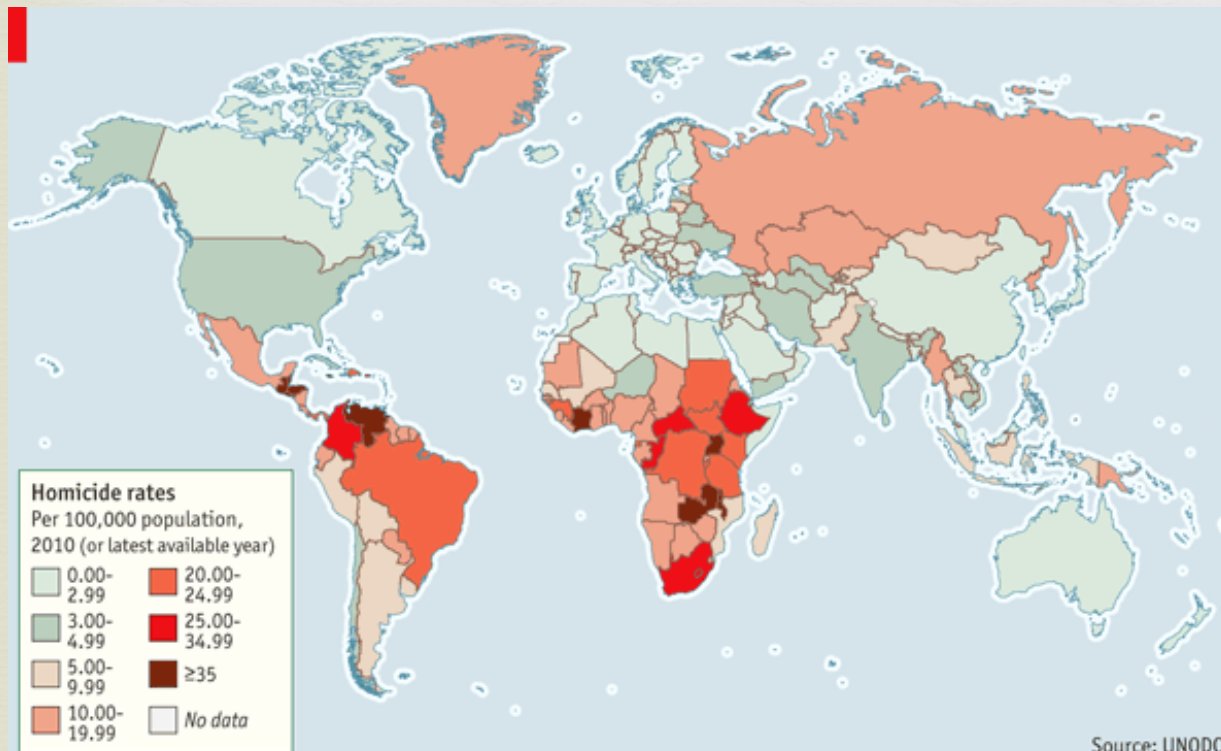 Homicide rates
Per 100,000 population,
2010 (or latest available year)
0.00-
2.99
3.00-
4.99
5.00-
9.99
10.00-
19.99
20.00-
24.99
25.00-
34.99
≥35
No data
Source: UNODC